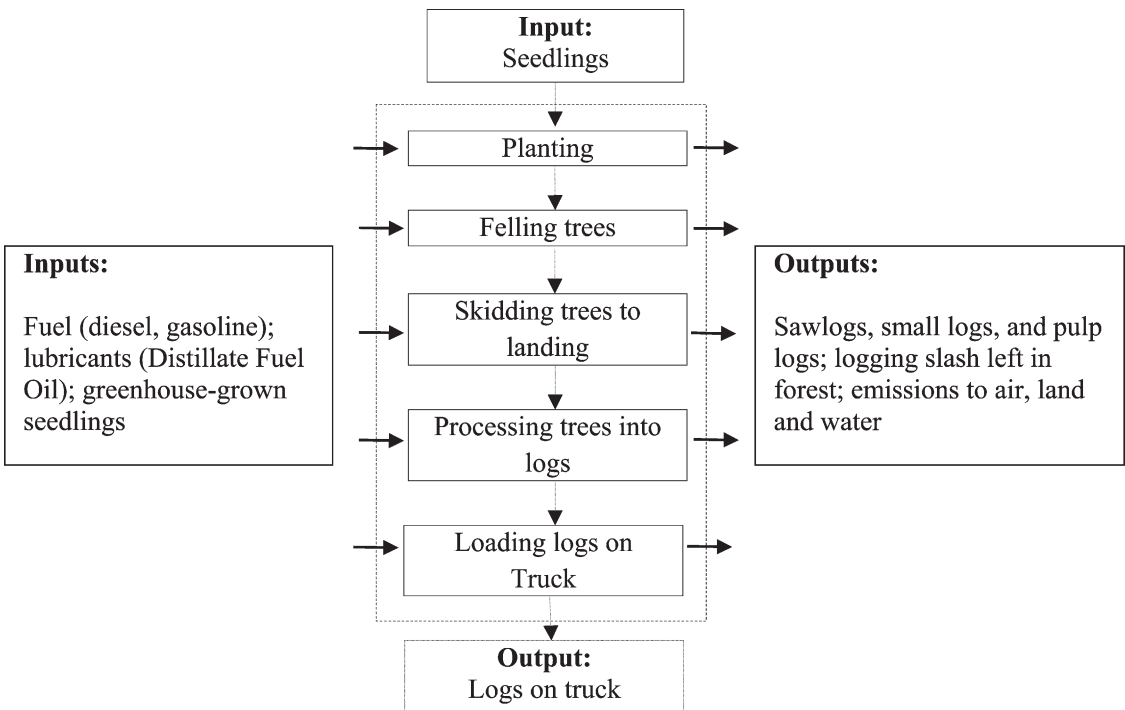 Input:
Seedlings
Planting
Felling trees
Skidding trees to
landing
Processing trees into
logs
Loading logs on
Truck
Output:
Logs on truck
Inputs:
Fuel (diesel, gasoline);
lubricants (Distillate Fuel
Oil); greenhouse-grown
seedlings
Outputs:
Sawlogs, small logs, and pulp
logs; logging slash left in
forest; emissions to air, land
and water